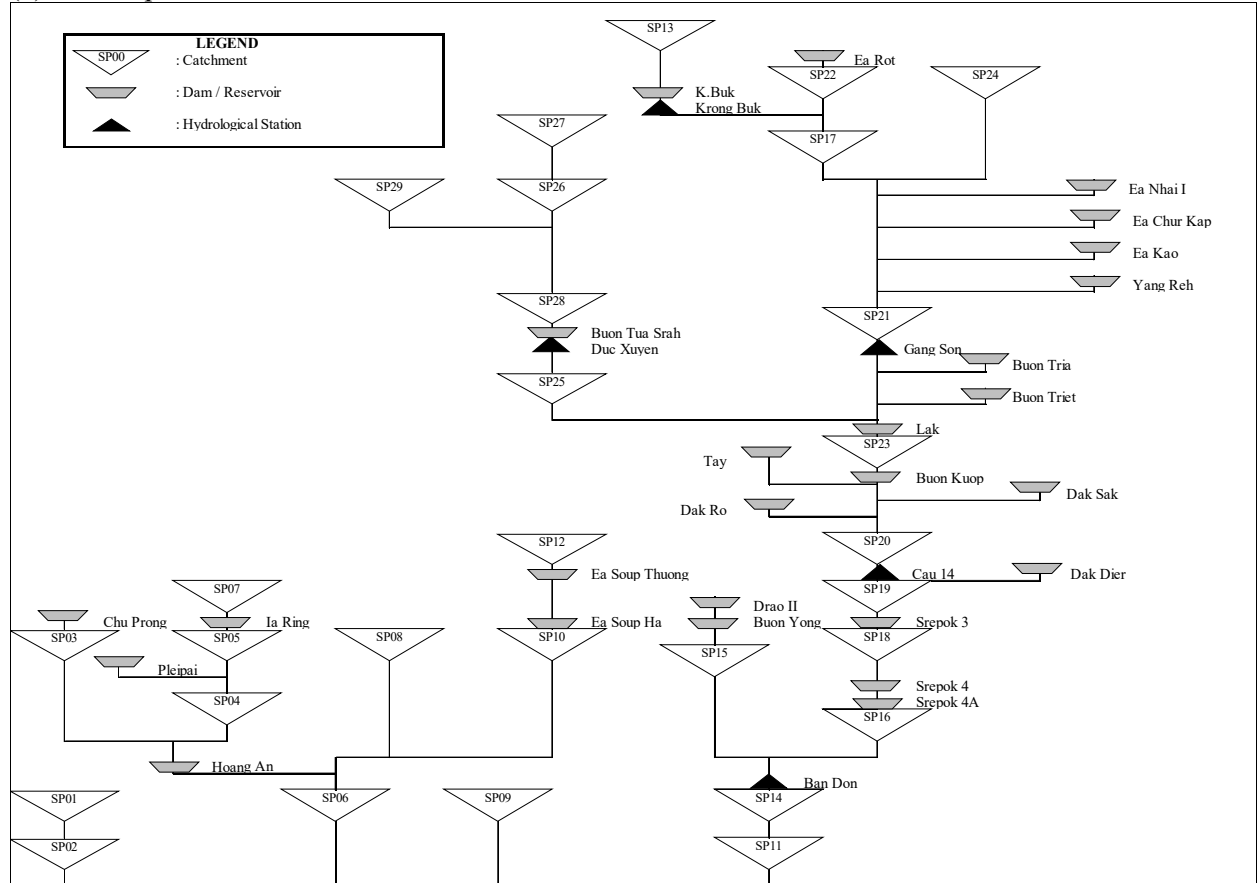 LEGEND
SP00
: Catchment
: Dam / Reservoir
: Hydrological Station
SP13
Ea Rot
SP22
SP24
K.Buk
Krong Buk
SP27
SP17
SP29
SP26
Ea Nhai I
Ea Chur Kap
Ea Kao
Yang Reh
SP28
SP21
Buon Tua Srah
Duc Xuyen
Gang Son
Buon Tria
SP25
Buon Triet
Lak
SP23
Tay
Buon Kuop
Dak Sak
Dak Ro
SP12
SP20
Ea Soup Thuong
Cau 14
Dak Dier
SP07
SP19
Drao II
Chu Prong
Ia Ring
Ea Soup Ha
Buon Yong
Srepok 3
SP03
SP05
SP08
SP10
SP15
SP18
Pleipai
SP04
Srepok 4
Srepok 4A
SP16
Hoang An
Ban Don
SP01
SP06
SP09
SP14
SP02
SP11